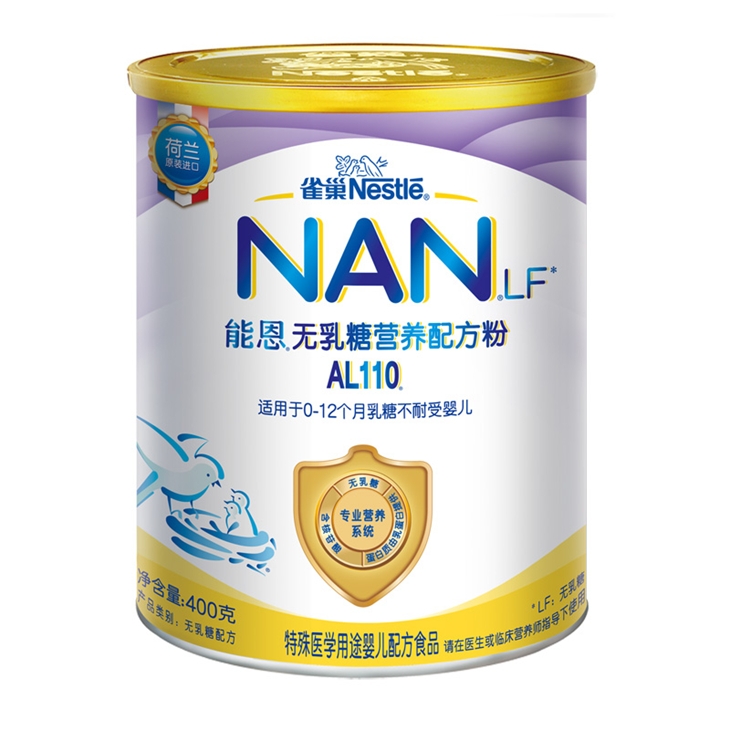 Nestlé
荷兰
原装进口
雀巢Nestlé®
NAN®LF*
能恩®无乳糖营养配方粉
AL110®
适用于0-12个月乳糖不耐受婴儿
无乳糖
含核苷酸
专业营养
系统
净含量:400克
产品类别: 无乳糖配方
*LF: 无乳糖
特殊医学用途婴儿配方食品 请在医生或临床营养师指导下使用